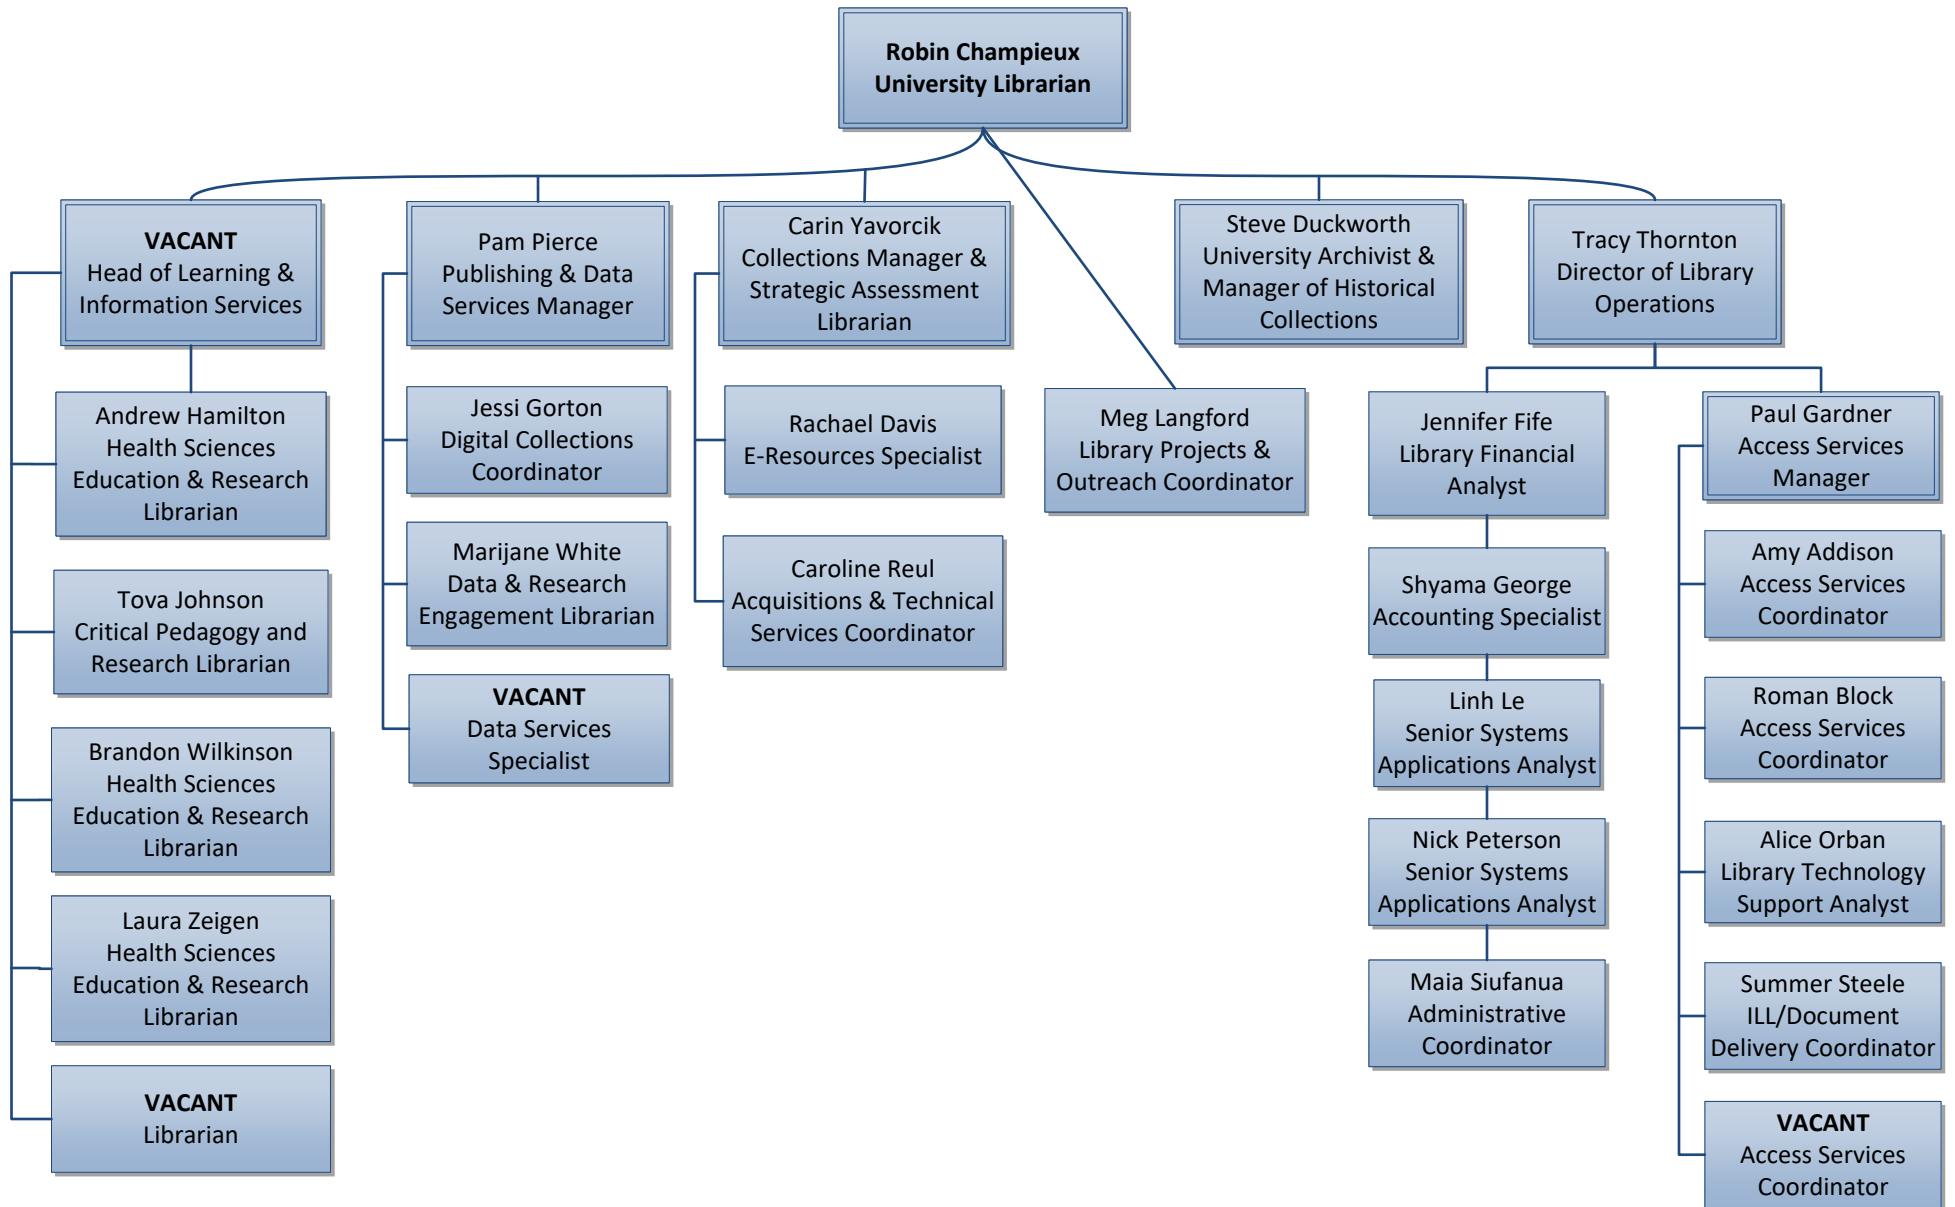 Robin Champieux
University Librarian
VACANT
Head of Learning &
Information Services
Andrew Hamilton
Health Sciences
Education & Research
Librarian
Tova Johnson
Critical Pedagogy and
Research Librarian
Brandon Wilkinson
Health Sciences
Education & Research
Librarian
Laura Zeigen
Health Sciences
Education & Research
Librarian
VACANT
Librarian
Pam Pierce
Publishing & Data
Services Manager
Jessi Gorton
Digital Collections
Coordinator
Marijane White
Data & Research
Engagement Librarian
VACANT
Data Services
Specialist
Carin Yavorcik
Collections Manager &
Strategic Assessment
Librarian
Rachael Davis
E-Resources Specialist
Caroline Reul
Acquisitions & Technical
Services Coordinator
Meg Langford
Library Projects &
Outreach Coordinator
Steve Duckworth
University Archivist &
Manager of Historical
Collections
Tracy Thornton
Director of Library
Operations
Jennifer Fife
Library Financial
Analyst
Shyama George
Accounting Specialist
Linh Le
Senior Systems
Applications Analyst
Nick Peterson
Senior Systems
Applications Analyst
Maia Siufanua
Administrative
Coordinator
Paul Gardner
Access Services
Manager
Amy Addison
Access Services
Coordinator
Roman Block
Access Services
Coordinator
Alice Orban
Library Technology
Support Analyst
Summer Steele
ILL/Document
Delivery Coordinator
VACANT
Access Services
Coordinator